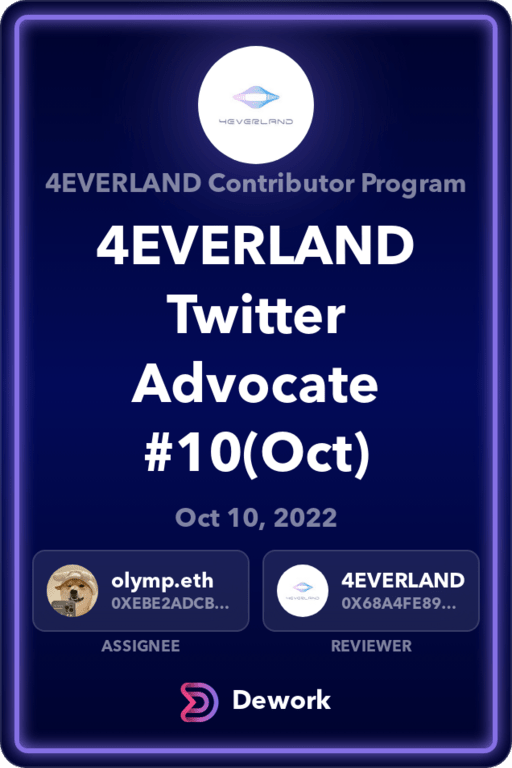 4EVERLAND
4EVERLAND Contributor Program
4EVERLAND
Twitter
Advocate
#10(Oct)
Oct 10, 2022
olymp.eth
0XEBE2ADCB...
ASSIGNEE
4EVERLAND
4EVERLAND
0X68A4FE89...
REVIEWER
Dework